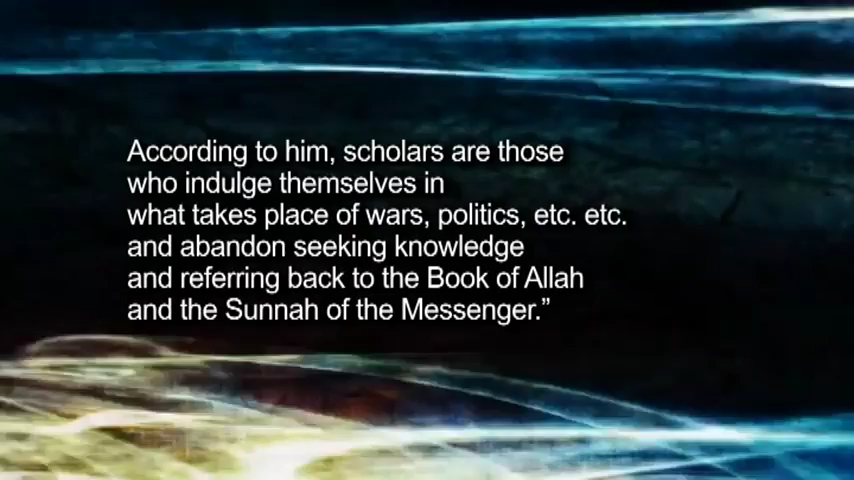 According to him, scholars are those
who indulge themselves in
what takes place of wars, politics, etc. etc.
and abandon seeking knowledge
and referring back to the Book of Allah
and the Sunnah of the Messenger.”